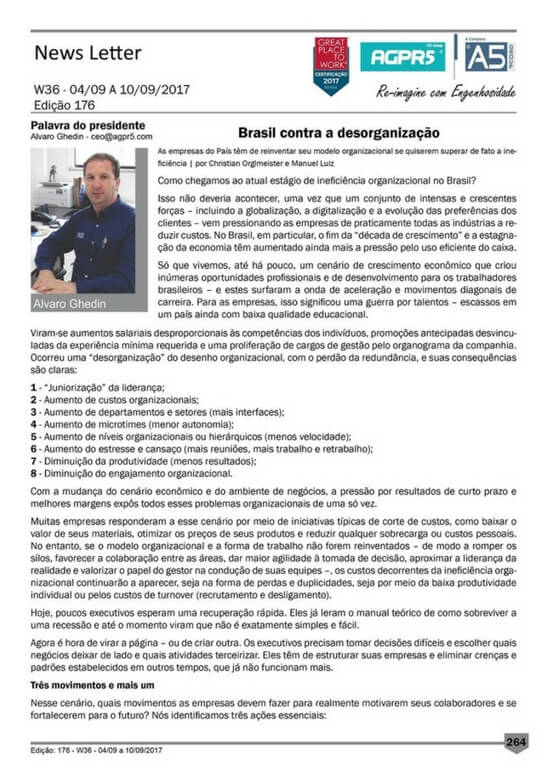 News Letter
GREAT
PLACE
TO
WORK
CERTIFICAÇÃO
2017
BRASIL
AGPR5
A5
W36 - 04/09 A 10/09/2017
Re-imagine com Engenhosidade
Edição 176
Palavra do presidente
Alvaro Ghedin - ceo@agpr5.com
Alvaro Ghedin
Brasil contra a desorganização
As empresas do País têm de reinventar seu modelo organizacional se quiserem superar de fato a ine-
ficiência | por Christian Orglmeister e Manuel Luiz
Como chegamos ao atual estágio de ineficiência organizacional no Brasil?
Isso não deveria acontecer, uma vez que um conjunto de intensas e crescentes
forças – incluindo a globalização, a digitalização e a evolução das preferências dos
clientes – vem pressionando as empresas de praticamente todas as indústrias a re-
duzir custos. No Brasil, em particular, o fim da “década de crescimento” e a estagna-
ção da economia têm aumentado ainda mais a pressão pelo uso eficiente do caixa.
Só que vivemos, até há pouco, um cenário de crescimento econômico que criou
inúmeras oportunidades profissionais e de desenvolvimento para os trabalhadores
brasileiros – e estes surfaram a onda de aceleração e movimentos diagonais de
carreira. Para as empresas, isso significou uma guerra por talentos – escassos em
um país ainda com baixa qualidade educacional.
Viram-se aumentos salariais desproporcionais às competências dos indivíduos, promoções antecipadas desvincu-
ladas da experiência mínima requerida e uma proliferação de cargos de gestão pelo organograma da companhia.
Ocorreu uma “desorganização” do desenho organizacional, com o perdão da redundância, e suas consequências
são claras:
1 - “Juniorização” da liderança;
2 - Aumento de custos organizacionais;
3 - Aumento de departamentos e setores (mais interfaces);
4 - Aumento de microtimes (menor autonomia);
5 - Aumento de níveis organizacionais ou hierárquicos (menos velocidade);
6 - Aumento do estresse e cansaço (mais reuniões, mais trabalho e retrabalho);
7 - Diminuição da produtividade (menos resultados);
8 - Diminuição do engajamento organizacional.
Com a mudança do cenário econômico e do ambiente de negócios, a pressão por resultados de curto prazo e
melhores margens expôs todos esses problemas organizacionais de uma só vez.
Muitas empresas responderam a esse cenário por meio de iniciativas típicas de corte de custos, como baixar o
valor de seus materiais, otimizar os preços de seus produtos e reduzir qualquer sobrecarga ou custos pessoais.
No entanto, se o modelo organizacional e a forma de trabalho não forem reinventados – de modo a romper os
silos, favorecer a colaboração entre as áreas, dar maior agilidade à tomada de decisão, aproximar a liderança da
realidade e valorizar o papel do gestor na condução de suas equipes –, os custos decorrentes da ineficiência orga-
nizacional continuarão a aparecer, seja na forma de perdas e duplicidades, seja por meio da baixa produtividade
individual ou pelos custos de turnover (recrutamento e desligamento).
Hoje, poucos executivos esperam uma recuperação rápida. Eles já leram o manual teórico de como sobreviver a
uma recessão e até o momento viram que não é exatamente simples e fácil.
Agora é hora de virar a página – ou de criar outra. Os executivos precisam tomar decisões difíceis e escolher quais
negócios deixar de lado e quais atividades terceirizar. Eles têm de estruturar suas empresas e eliminar crenças e
padrões estabelecidos em outros tempos, que já não funcionam mais.
Três movimentos e mais um
Nesse cenário, quais movimentos as empresas devem fazer para realmente motivarem seus colaboradores e se
fortalecerem para o futuro? Nós identificamos três ações essenciais:
264
Edição: 176 - W36 - 04/09 a 10/09/2017